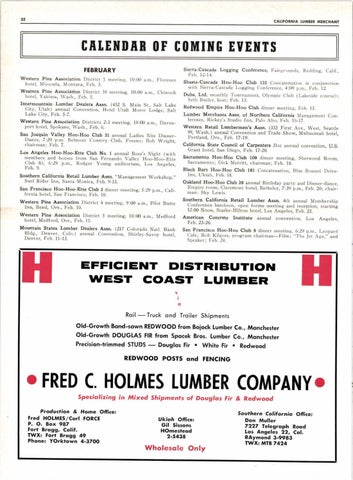 22
CALIFORNIA LUMBER MERCHANT
CALENDAR OF COMING EVENTS
FEBRUARY
Western Pine Association District 1 meeting, 10:00 a.m., Florence
hotel, Missoula, Montana, Feb. 2.
Western Pine Association District 10 meeting, 10:00 a.m., Chinook
hotel, Yakima, Wash., Feb. 5.
Intermountain Lumber Dealers Assn. (452 S. Main St., Salt Lake
City, Utah) annual Convention, Hotel Utah Motor Lodge, Salt
Lake City, Feb. 5-7.
Western Pine Association Districts 2-3 meeting, 10:00 a.m., Davenport
hotel, Spokane, Wash., Feb. 6.
San Joaquin Valley Hoo-Hoo Club 31 annual Ladies Nite Dinner-
Dance, 7:29 p.m. Belmont Country Club, Fresno; Bob Wright,
chairman; Feb. 7.
Los Angeles Hoo-Hoo-Ette Club No. 1 annual Boss's Night (with
members and bosses from San Fernando Valley Hoo-Hoo-Ette
Club 6), 6:29 p.m., Rodger Young auditorium, Los Angeles,
Feb. 9.
Southern California Retail Lumber Assn. "Management Workshop,"
Surf Rider Inn, Santa Monica, Feb. 9-13.
San Francisco Hoo-Hoo-Ette Club 5 dinner meeting, 5:29 p.m., California
hotel, San Francisco, Feb. 10.
Western Pine Association District 4 meeting, 9:00 a.m., Pilot Butte
Inn, Bend, Ore., Feb. 10.
Western Pine Association District 5 meeting, 10:00 a.m., Medford
hotel, Medford, Ore., Feb. 11.
Mountain States Lumber Dealers Assn. (217 Colorado Natl. Bank
Bldg., Denver, Colo.) annual Convention, Shirley-Savoy hotel,
Denver, Feb. 11-13.
Sierra-Cascade Logging Conference, Fairgrounds, Redding, Calif.,
Feb. 12-14.
Shasta-Cascade Hoo-Hoo Club 133 Concatenation in conjunction
with Sierra-Cascade Logging Conference, 4:09 p.m., Feb. 12.
Dubs, Ltd. monthly Tournament, Olympic Club (Lakeside course);
Seth Butler, host; Feb. 13.
Redwood Empire Hoo-Hoo Club dinner meeting, Feb. 13.
Lumber Merchants Assn. of Northern California Management Conference,
Rickey's Studio Inn, Palo Alto, Feb. 15-17.
Western Retail Lumbermen's Assn. (333 First Ave., West, Seattle
99, Wash.) annual Convention and Trade Show, Multnomah hotel,
Portland, Ore., Feb. 17-19.
California State Council of Carpenters 31st annual convention, U.S.
Grant hotel, San Diego, Feb. 17-20.
Sacramento Hoo-Hoo Club 109 dinner meeting, Sherwood Room,
Sacramento; Dick Merritt, chairman; Feb. 18.
Black Bart Hoo-Hoo Club 181 Concatenation, Blue Bonnet Driveway,
Ukiah, Feb. 18.
Oakland Hoo-Hoo Club 39 annual Birthday party and Dinner-dance,
Empire room, Claremont hotel, Berkeley, 7:29 p.m., Feb. 20; chairman:
Sky Lewis.
Southern California Retail Lumber Assn. 4th annual Membership
Conference luncheon, open forum meeting and reception, starting
12:00 Noon, Statler-Hilton hotel, Los Angeles, Feb. 25.
American Concrete Institute annual convention, Los Angeles,
Feb. 23-26.
San Francisco Hoo-Hoo Club 9 dinner meeting, 6:29 p.m., Leopard
Cafe; Bob Kilgore, program chairman—Film; "The Jet Age," and
Speaker; Feb. 24.
H
EFFICIENT DISTRIBUTION
WEST COAST LUMBER
H
Rail — Truck and Trailer Shipments
Old-Growth Band-sawn REDWOOD from Bojock Lumber Co., Manchester
Old-Growth DOUGLAS FIR from Spacek Bros. Lumber Co., Manchester
Precision-trimmed STUDS — Douglas Fir • White Fir • Redwood
REDWOOD POSTS and FENCING
• FRED C. HOLMES LUMBER COMPANY •
Specializing in Mixed Shipments of Douglas Fir & Redwood
Production & Home Office:
Fred HOLMES/Carl FORCE
P. O. Box 987
Fort Bragg, Calif.
TWX: Fort Bragg 49
Phone: YOrktown 4-3700
Ukiah Office:
Gil Sissons
HOmestead
2-5438
Southern California Office:
Don Muller
7227 Telegraph Road
Los Angeles 22, Cal.
RAymond 3-9983
TWX: MTB 7424
Wholesale Only